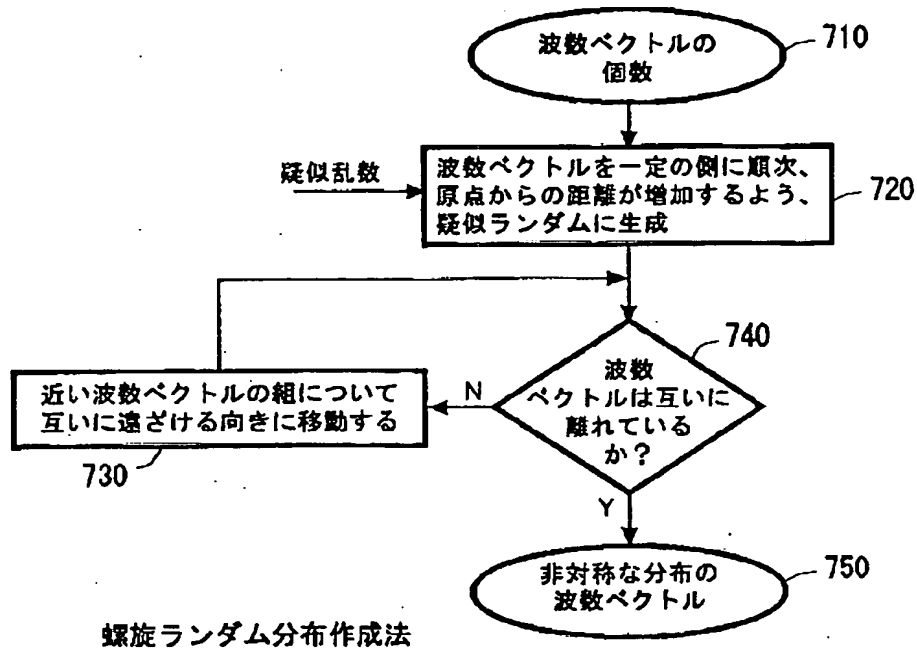 波数ベクトルの
個数
710
疑似乱数
波数ベクトルを一定の側に順次、
原点からの距離が増加するよう、
疑似ランダムに生成
720
740
波数
ベクトルは互いに
離れている
か？
N
近い波数ベクトルの組について
互いに遠ざける向きに移動する
730
Y
非対称な分布の
波数ベクトル
750
螺旋ランダム分布作成法